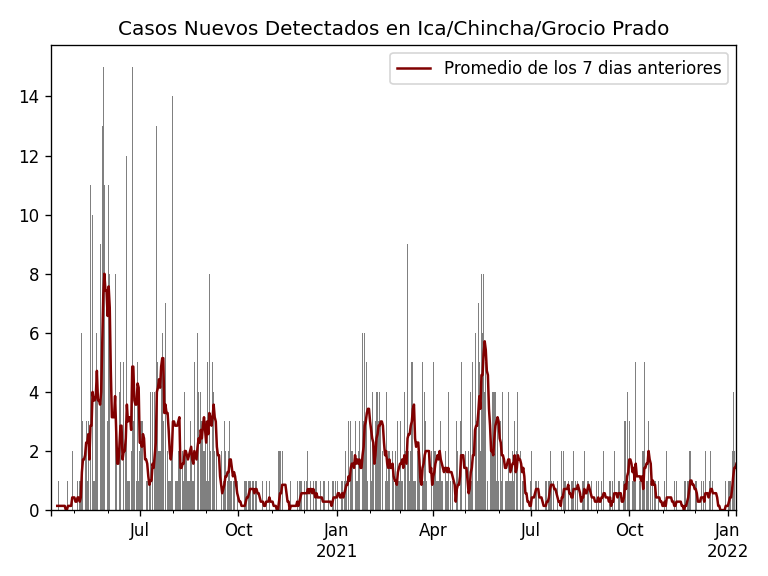 Casos Nuevos Detectados en Ica/Chincha/Grocio Prado
Promedio de los 7 dias anteriores
14
12
10
8
6
4
2
0
Jul
Oct
Jan
2021
Apr
Jul
Oct
Jan
2022